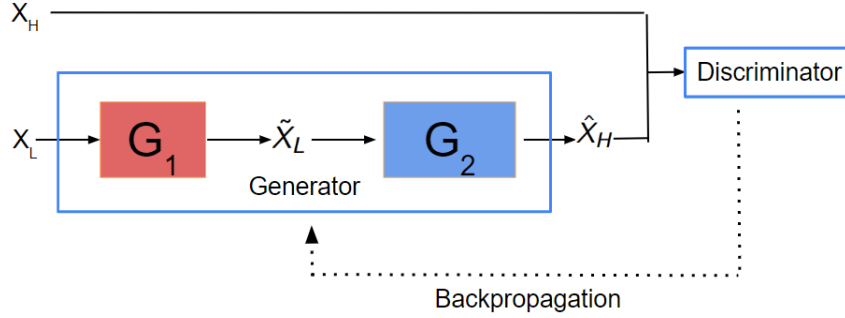 X_H
Discriminator
X_L
G_1
X̃_L
G_2
X̂_H
Generator
Backpropagation